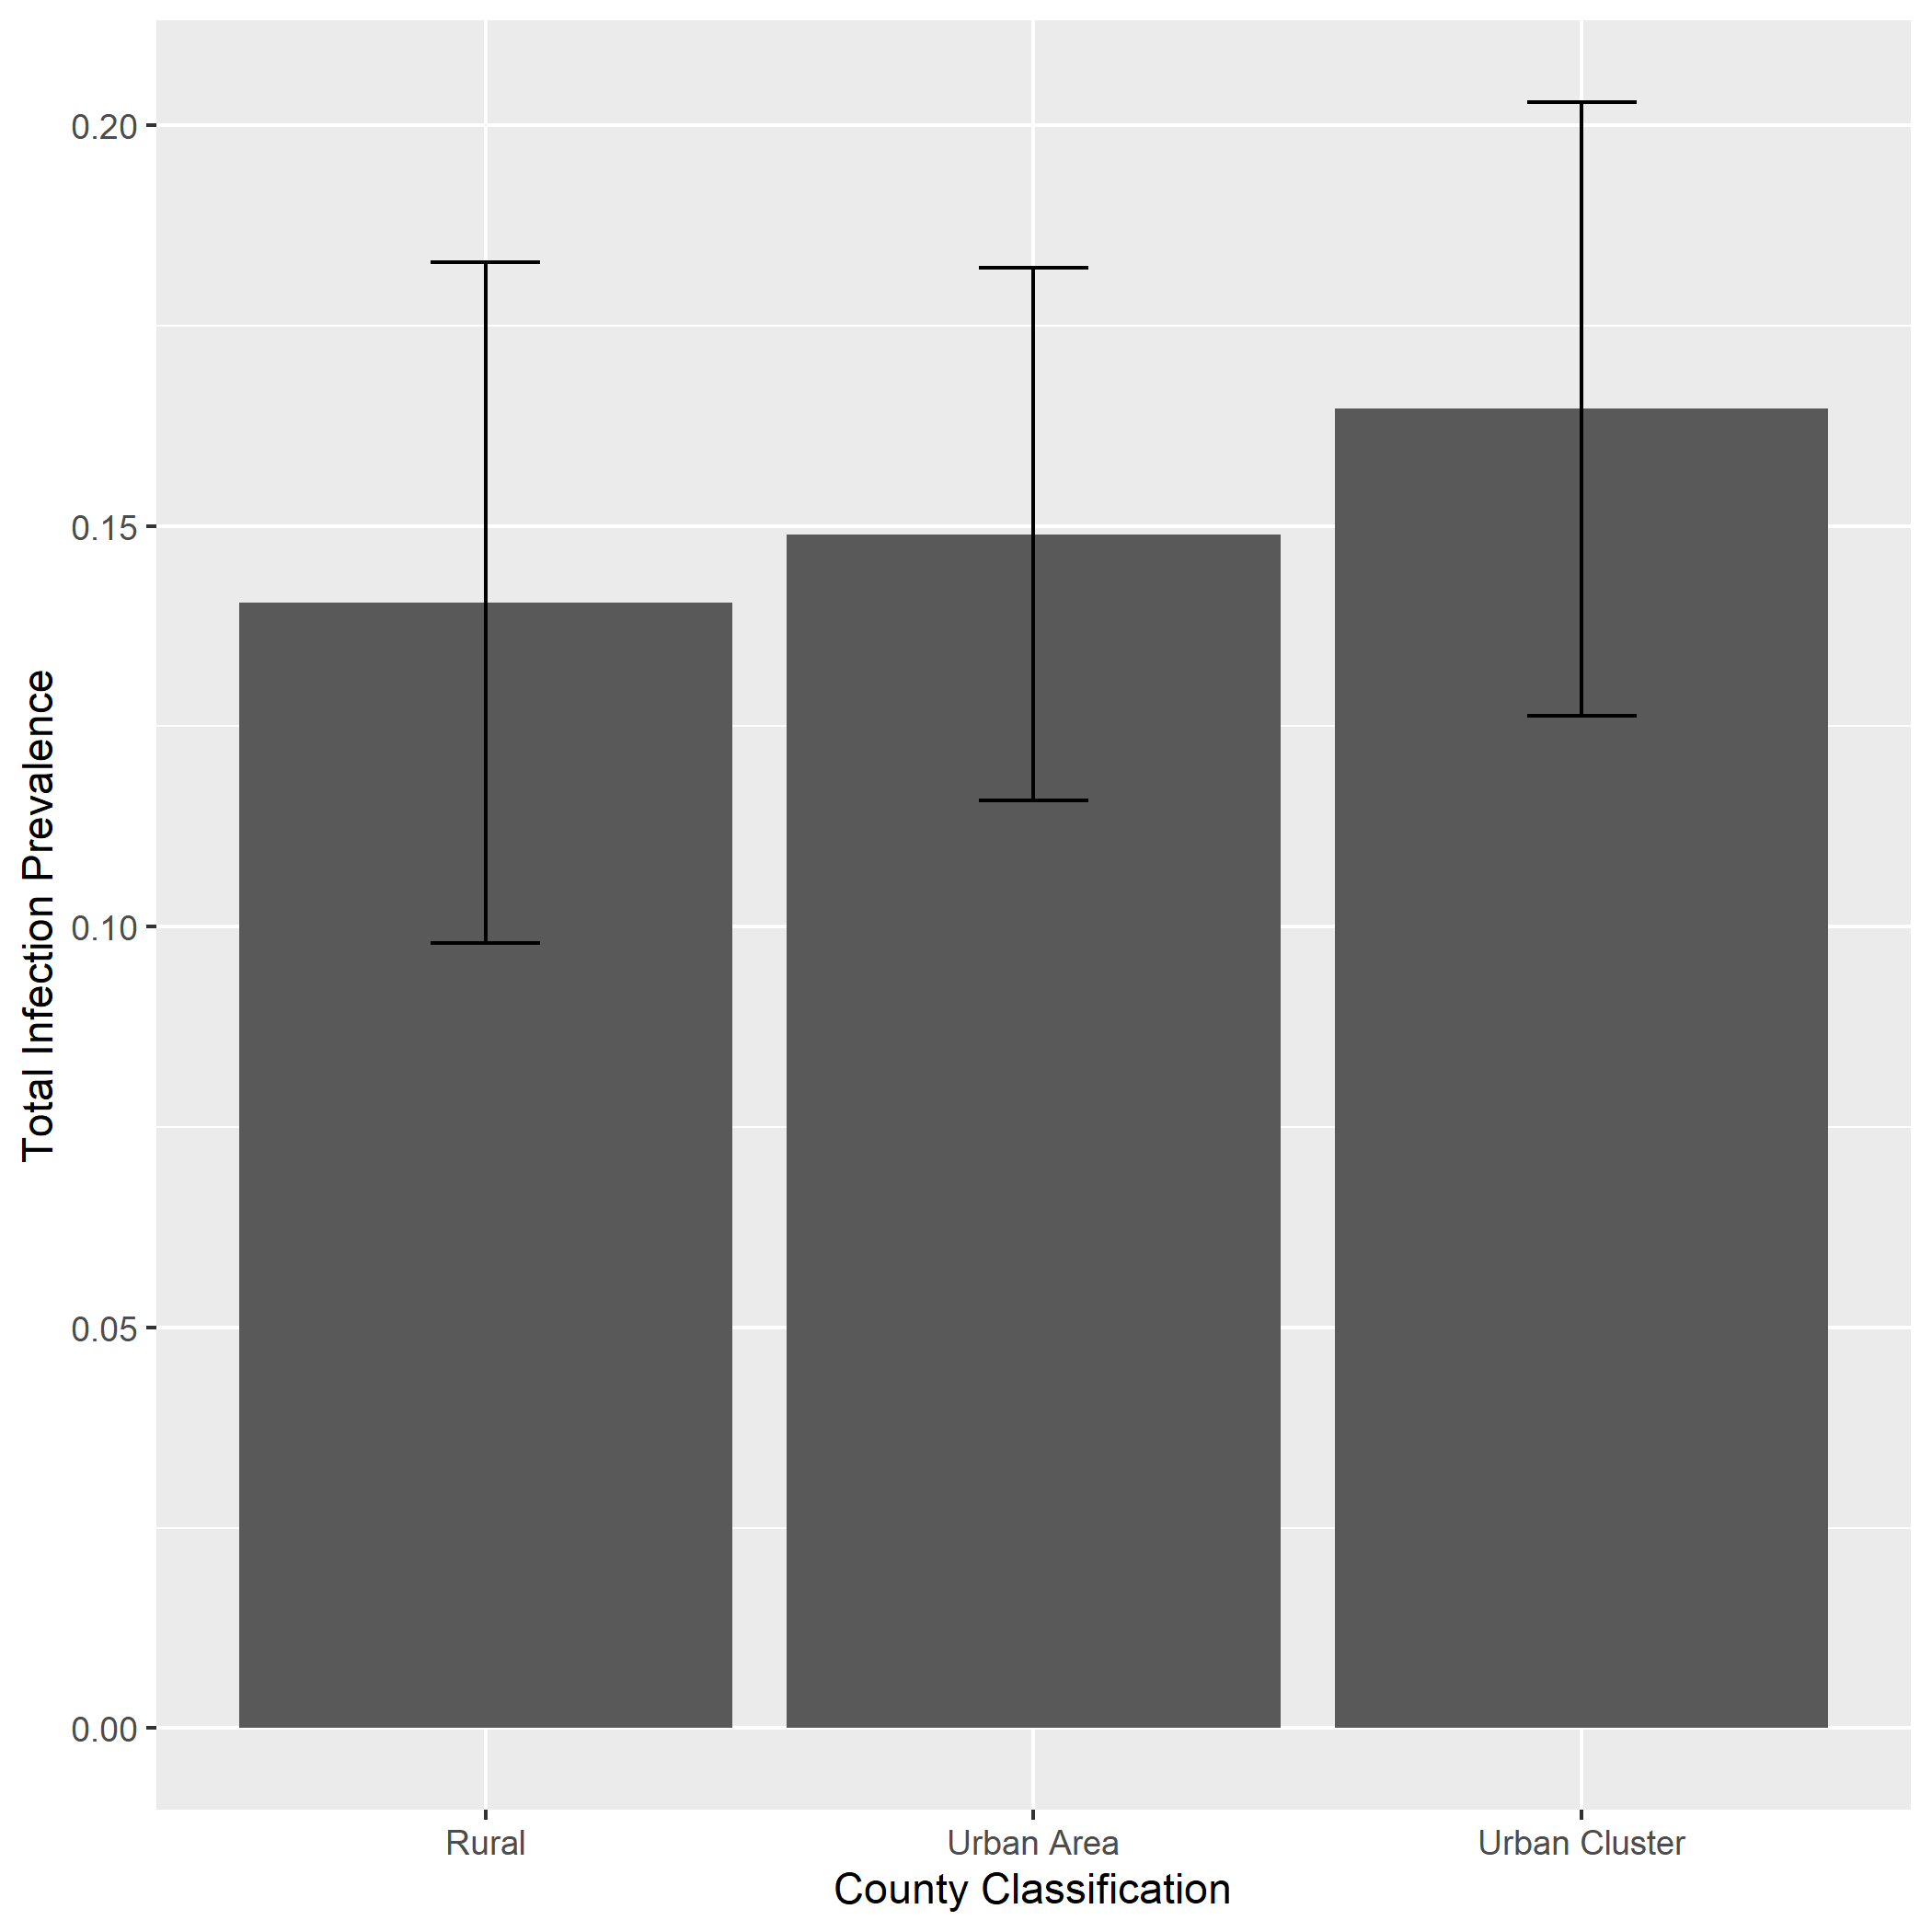 Total Infection Prevalence
0.20
0.15
0.10
0.05
0.00
Rural
Urban Area
Urban Cluster
County Classification